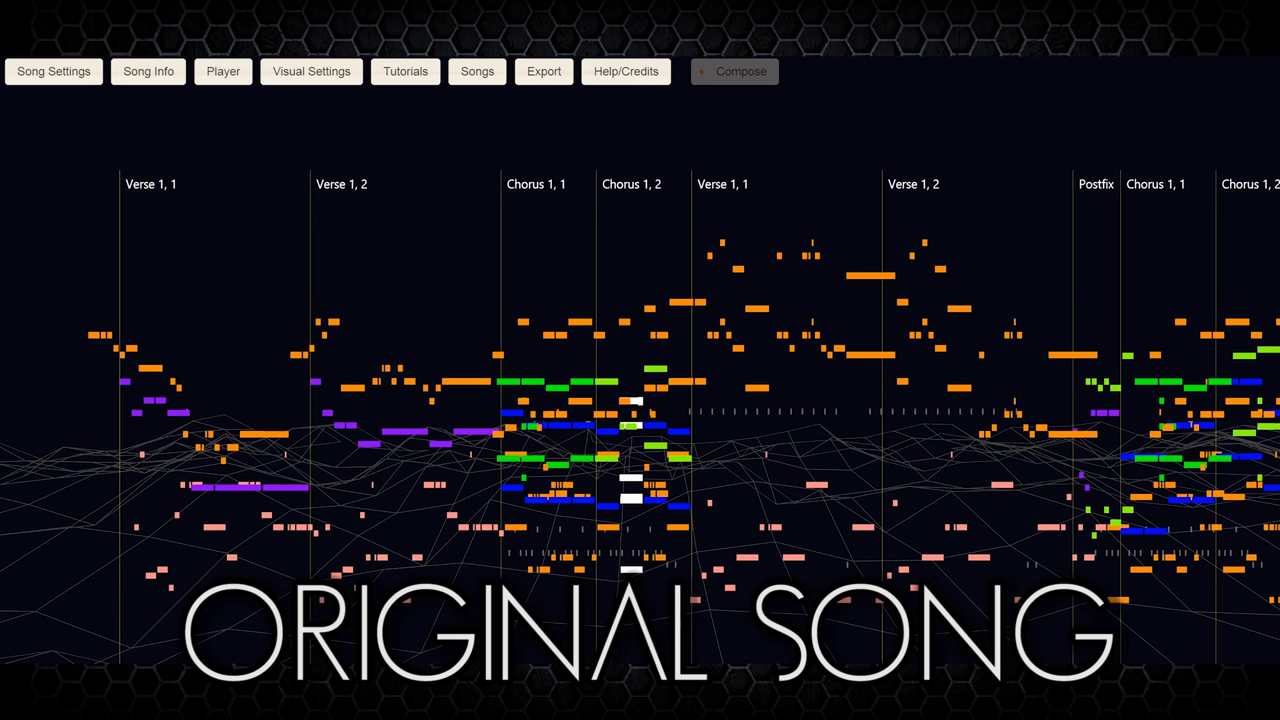 Song Settings Song Info Player Visual Settings Tutorials Songs Export Help/Credits Compose
Verse 1, 1 Verse 1, 2 Chorus 1, 1 Chorus 1, 2 Verse 1, 1 Verse 1, 2 Postfix Chorus 1, 1 Chorus 1, 2
ORIGINAL SONG